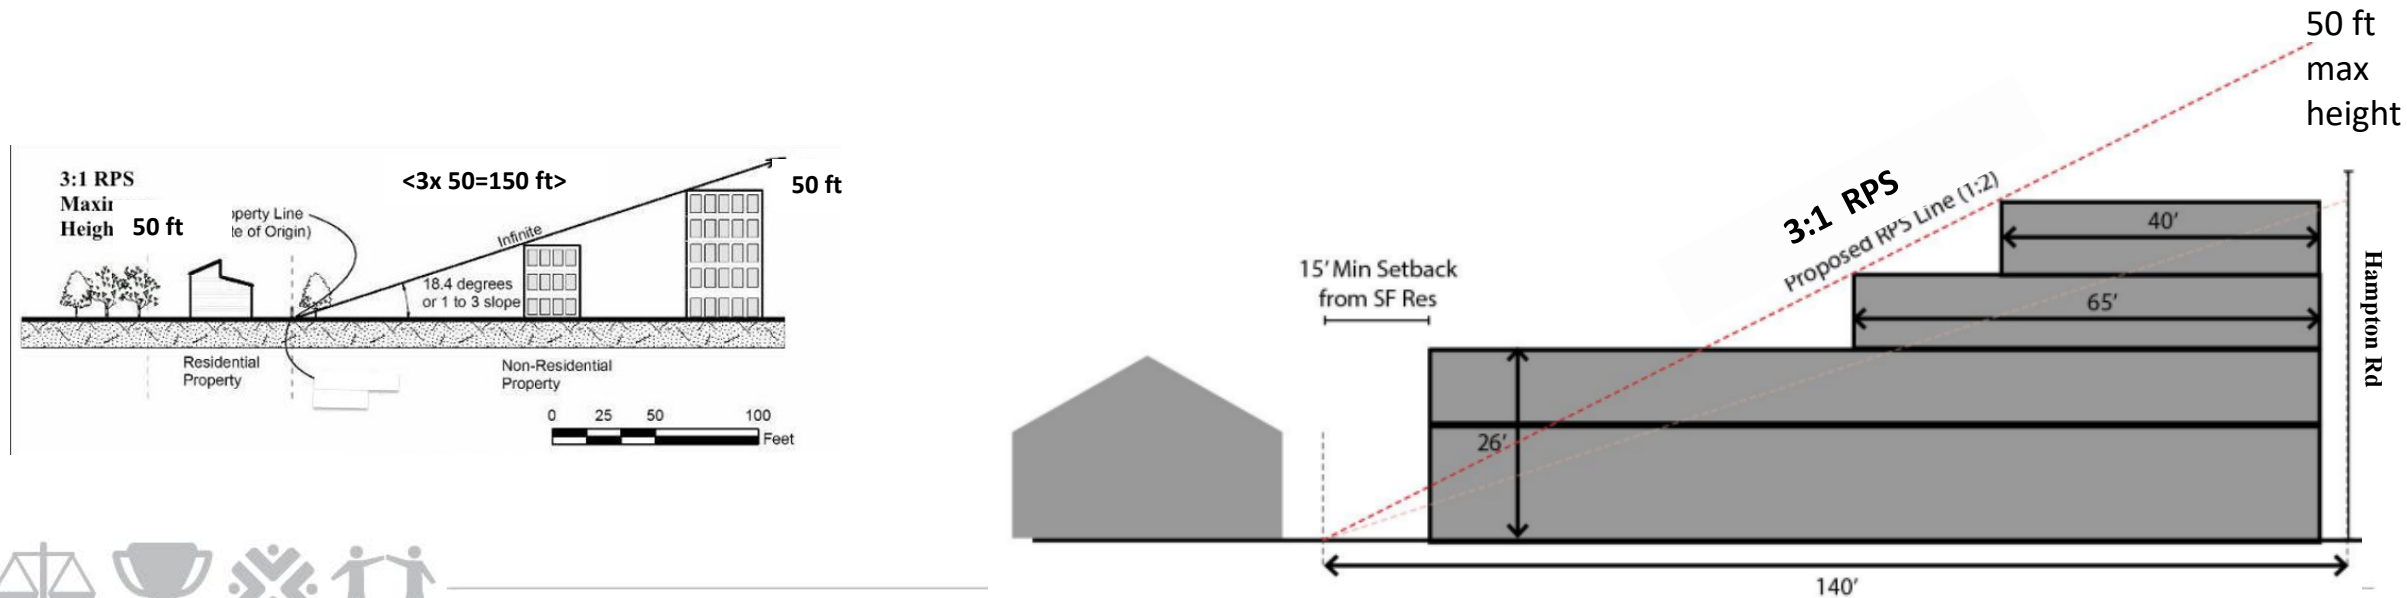 3:1 RPS
Maxir
Heigh
50 ft
operty Line
te of Origin)
<3x 50=150 ft>
50 ft
Infinite
18.4 degrees
or 1 to 3 slope
Residential
Property
Non-Residential
Property
0 25 50 100
Feet
50 ft
max
height
3:1 RPS
Proposed RPS Line (1:2)
15' Min Setback
from SF Res
40'
65'
26'
140'
Hampton Rd